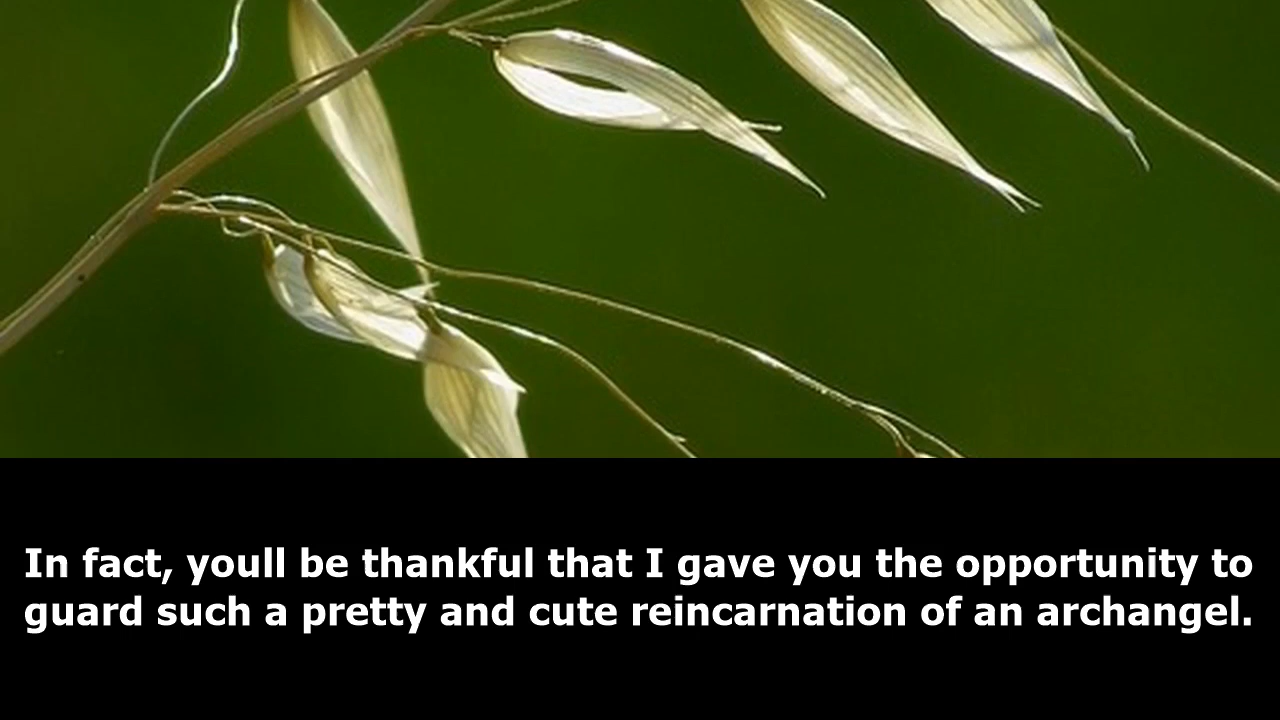 In fact, youll be thankful that I gave you the opportunity to
guard such a pretty and cute reincarnation of an archangel.